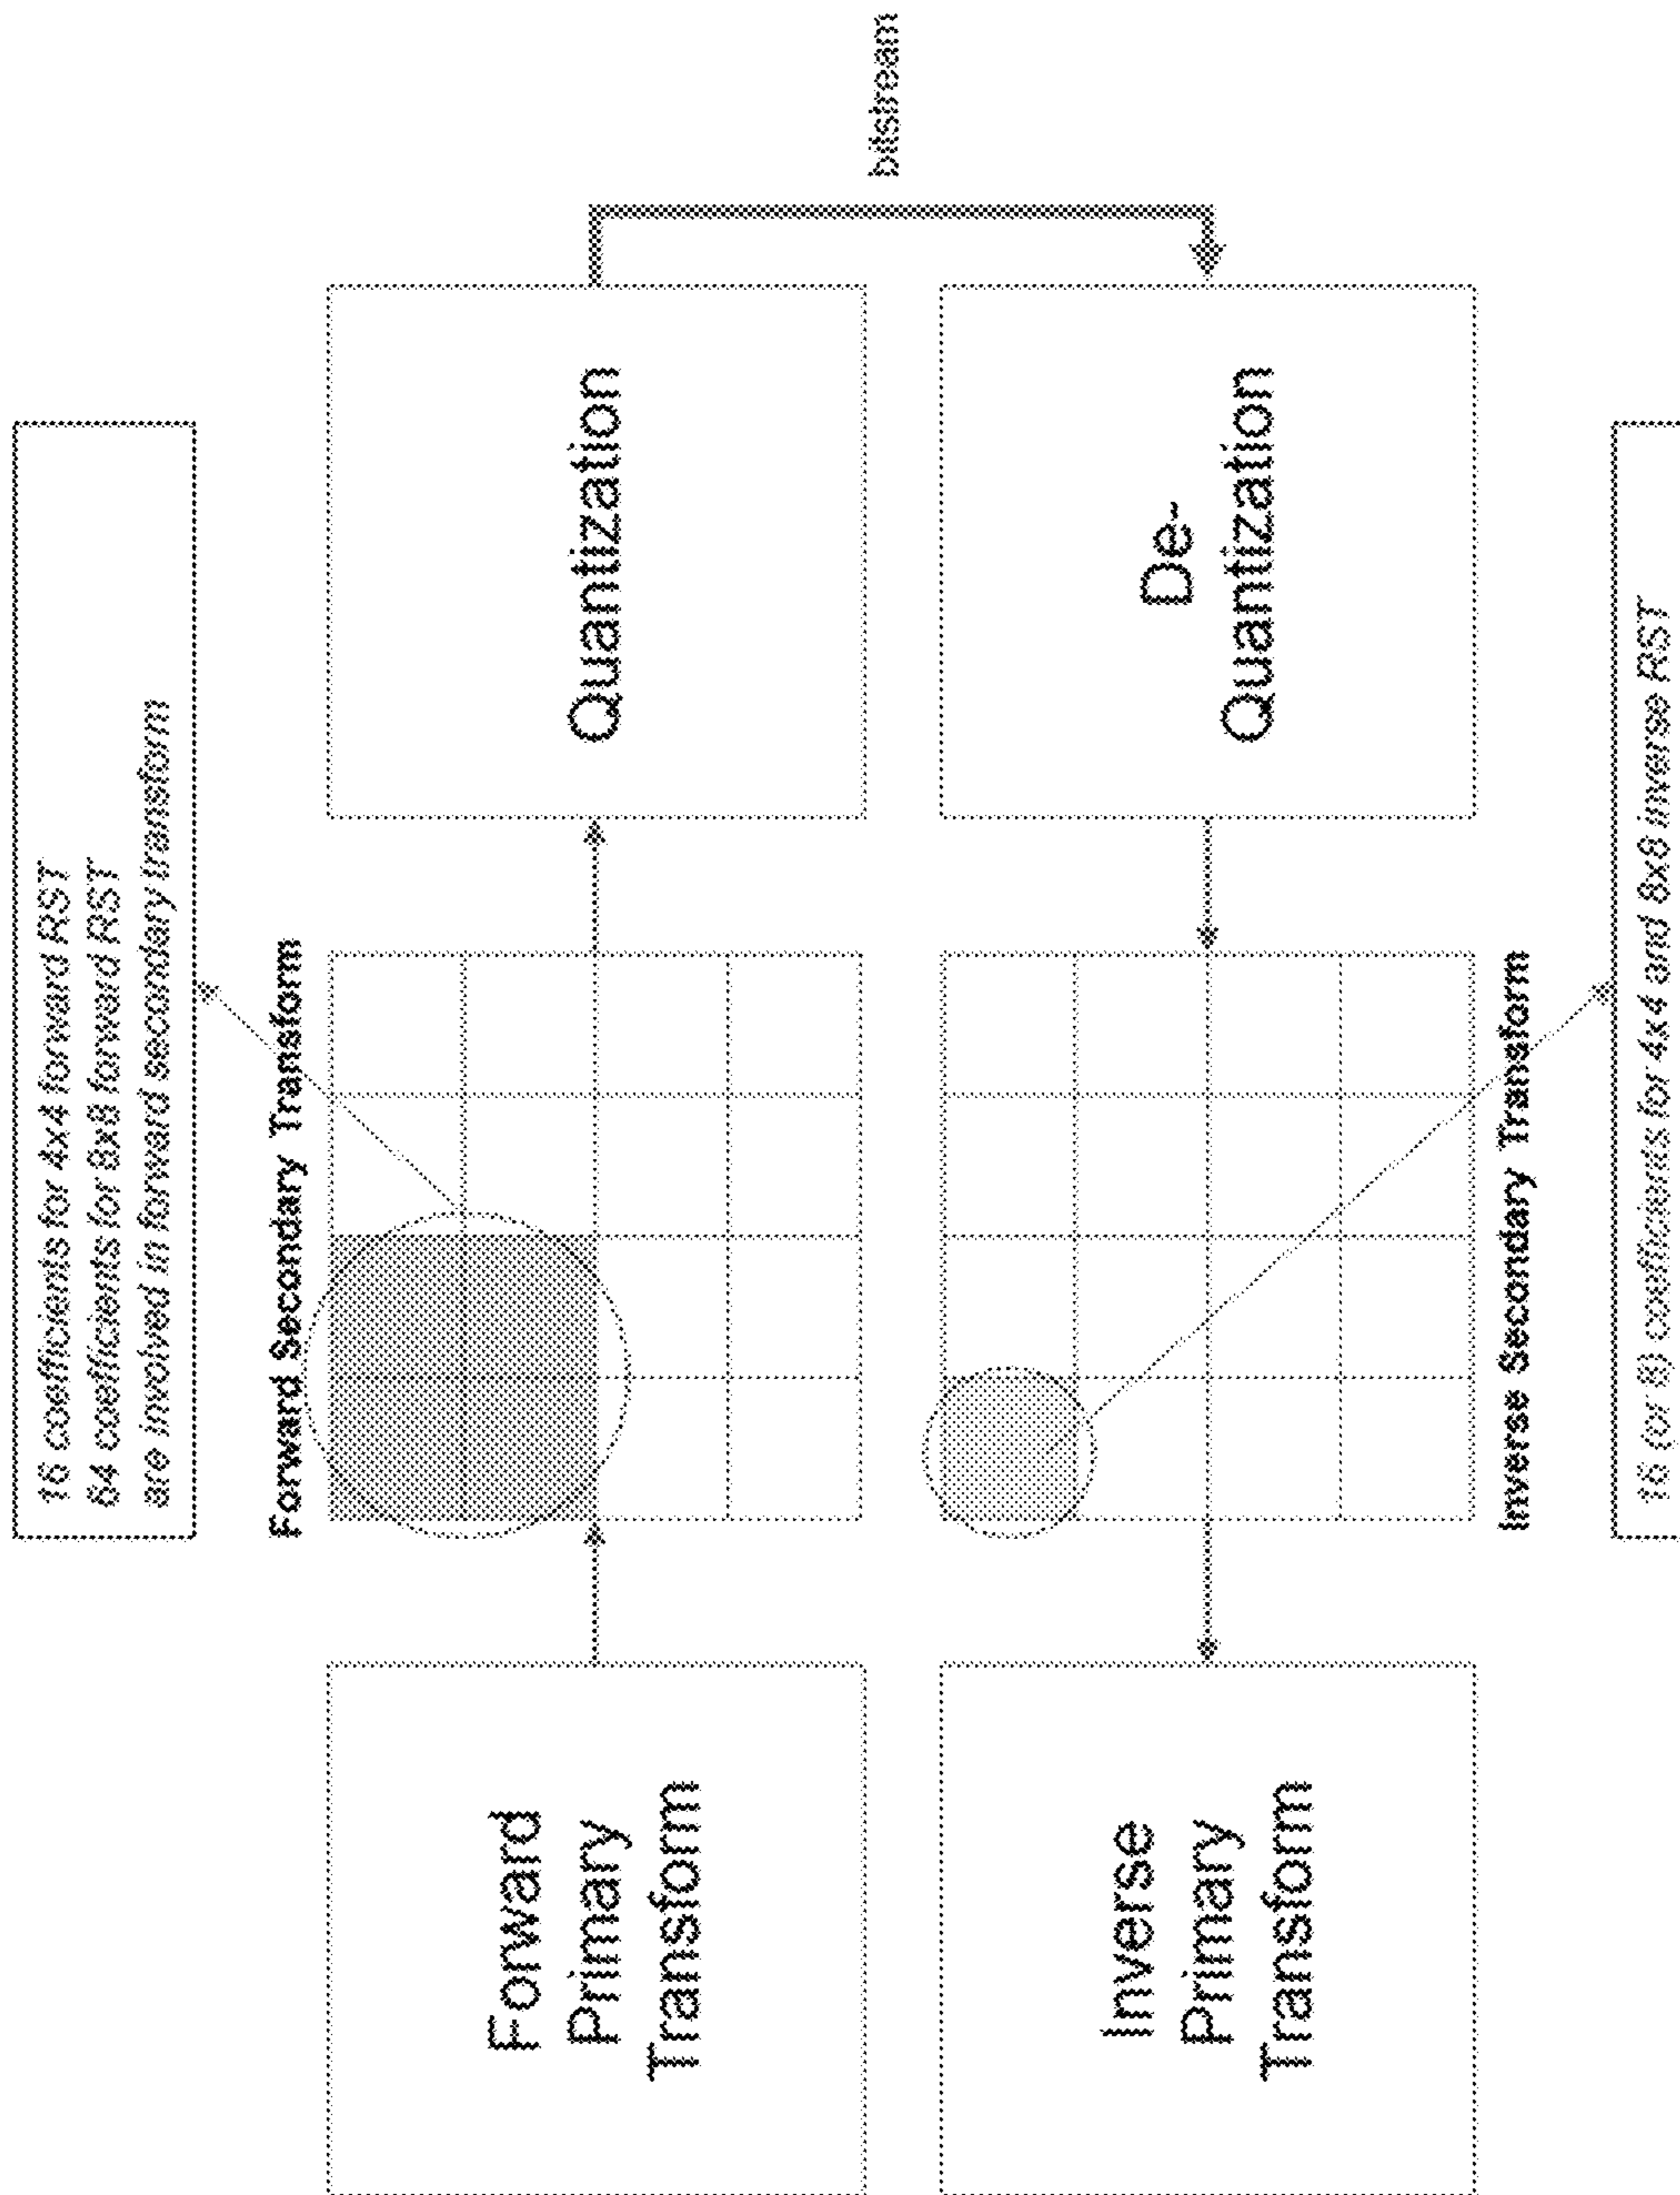 16 coefficients for 4x4 forward RST
64 coefficients for 8x8 forward RST
are involved in forward secondary transform
Forward Secondary Transform
Forward
Primary
Transform
Quantization
bitstream
Inverse
Primary
Transform
De-
Quantization
Inverse Secondary Transform
16 (or 8) coefficients for 4x4 and 8x8 inverse RST